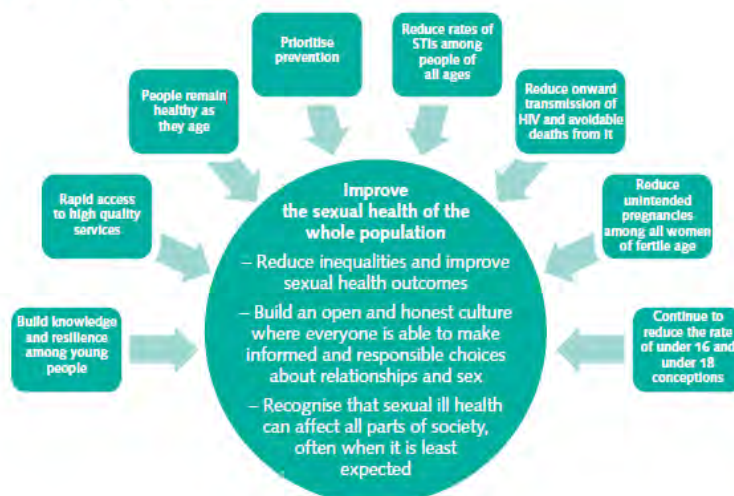 Prioritise
prevention
Reduce rates of
STIs among
people of
all ages
People remain
healthy as
they age
Reduce onward
transmission of
HIV and avoidable
deaths from it
Rapid access
to high quality
services
Reduce
unintended
pregnancies
among all women
of fertile age
Build knowledge
and resilience
among young
people
Continue to
reduce the rate
of under 16 and
under 18
conceptions
Improve
the sexual health of the
whole population
– Reduce inequalities and improve
sexual health outcomes
– Build an open and honest culture
where everyone is able to make
informed and responsible choices
about relationships and sex
– Recognise that sexual ill health
can affect all parts of society,
often when it is least
expected